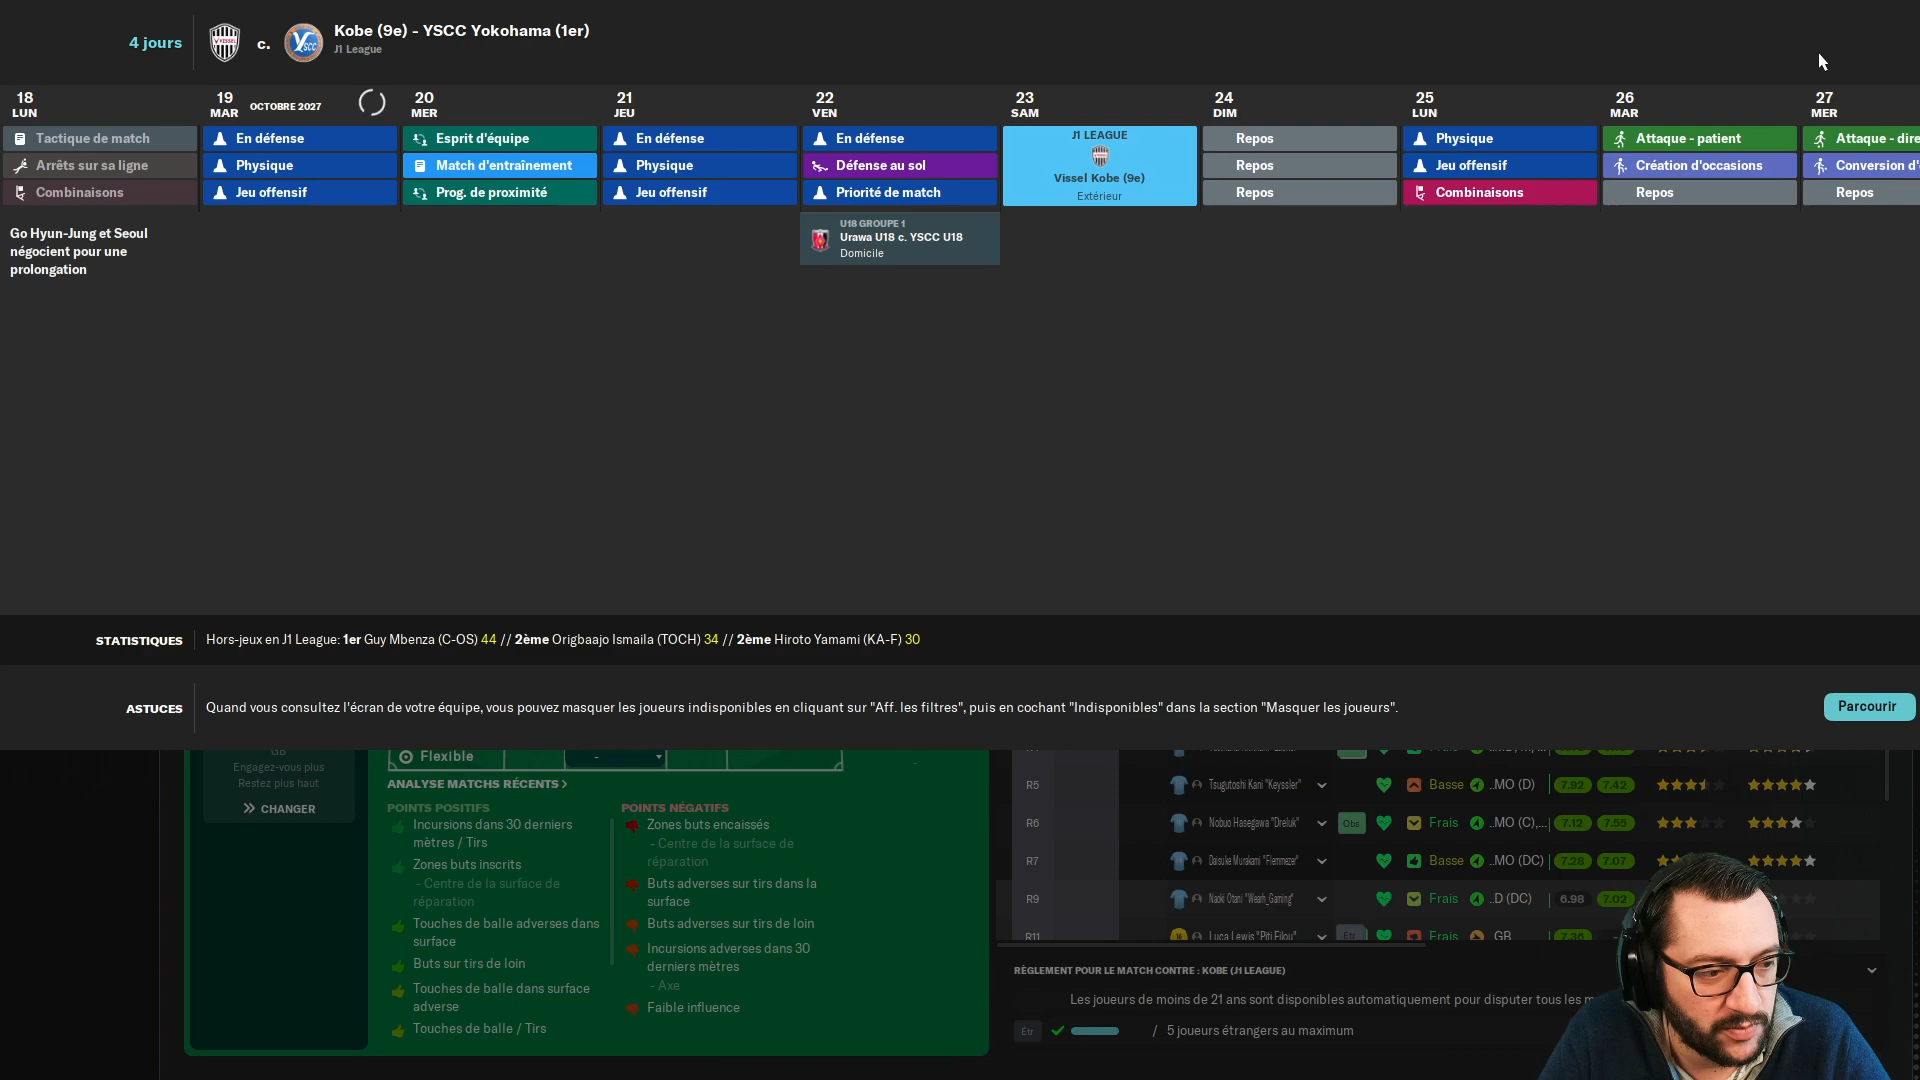 4 jours
c.
Kobe (9e) - YSCC Yokohama (1er)
J1 League
18
LUN
19
MAR
OCTOBRE 2027
20
MER
21
JEU
22
VEN
23
SAM
24
DIM
25
LUN
26
MAR
27
MER
Tactique de match
Arrêts sur sa ligne
Combinaisons
En défense
Physique
Jeu offensif
Esprit d'équipe
Match d'entraînement
Prog. de proximité
En défense
Physique
Jeu offensif
En défense
Défense au sol
Priorité de match
J1 LEAGUE
Vissel Kobe (9e)
Extérieur
Repos
Repos
Repos
Physique
Jeu offensif
Combinaisons
Attaque - patient
Création d'occasions
Repos
Attaque - dire
Conversion d'
Repos
Go Hyun-Jung et Seoul
négocient pour une
prolongation
U18 GROUPE 1
Urawa U18 c. YSCC U18
Domicile
STATISTIQUES
Hors-jeux en J1 League: 1er Guy Mbenza (C-OS) 44 // 2ème Origbaajo Ismaila (TOCH) 34 // 2ème Hiroto Yamami (KA-F) 30
ASTUCES
Quand vous consultez l'écran de votre équipe, vous pouvez masquer les joueurs indisponibles en cliquant sur "Aff. les filtres", puis en cochant "Indisponibles" dans la section "Masquer les joueurs".
Parcourir
GB
Engagez-vous plus
Restez plus haut
CHANGER
Flexible
-
ANALYSE MATCHS RÉCENTS >
POINTS POSITIFS
Incursions dans 30 derniers
mètres / Tirs
Zones buts inscrits
- Centre de la surface de
réparation
Touches de balle adverses dans
surface
Buts sur tirs de loin
Touches de balle dans surface
adverse
Touches de balle / Tirs
POINTS NÉGATIFS
Zones buts encaissés
- Centre de la surface de
réparation
Buts adverses sur tirs dans la
surface
Buts adverses sur tirs de loin
Incursions adverses dans 30
derniers mètres
- Axe
Faible influence
R5 Tsugutoshi Kani "Keyssler" Basse ..MO (D) 7.92 7.42
R6 Nobuo Hasegawa "Dreluk" Obs Frais ..MO (C),... 7.12 7.55
R7 Daisuke Murakami "Flemmezer" Basse ..MO (DC) 7.28 7.07
R9 Naoki Otani "Wearh_Gaming" Frais ..D (DC) 6.98 7.02
R11 Luca Lewis "Piti Filou" Etr Frais GB 7.36
RÈGLEMENT POUR LE MATCH CONTRE : KOBE (J1 LEAGUE)
Les joueurs de moins de 21 ans sont disponibles automatiquement pour disputer tous les m
Etr / 5 joueurs étrangers au maximum